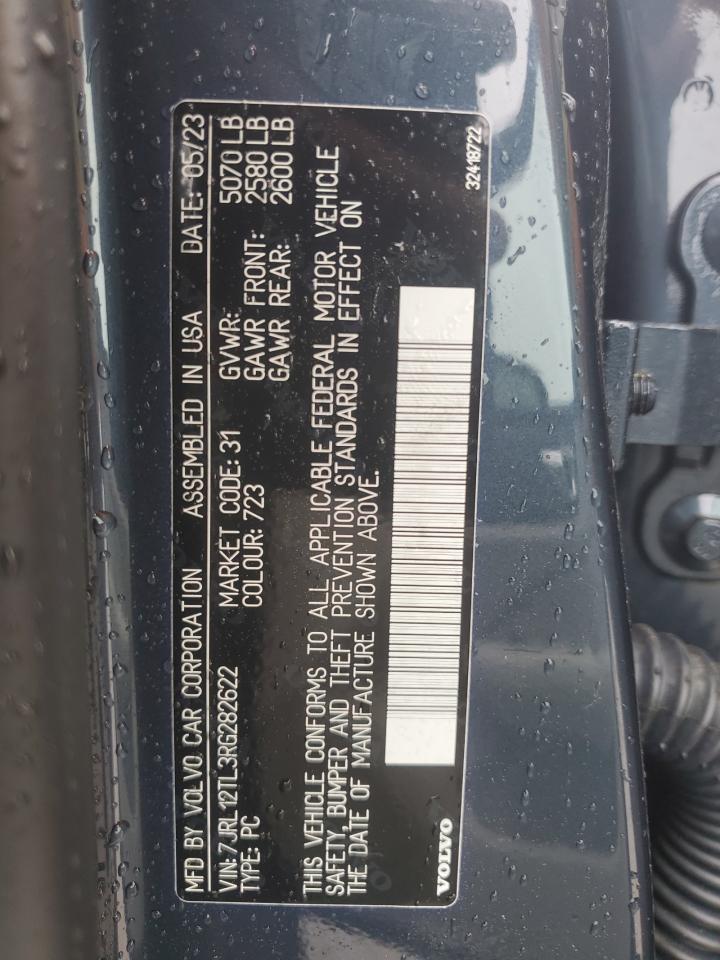 MFD BY VOLVO CAR CORPORATION ASSEMBLED IN USA DATE: 05/23
VIN: 7JRL12TL3RG282622 MARKET CODE: 31 GVWR: 5070 LB
TYPE: PC COLOUR: 723 GAWR FRONT: 2580 LB
GAWR REAR: 2600 LB
THIS VEHICLE CONFORMS TO ALL APPLICABLE FEDERAL MOTOR VEHICLE
SAFETY, BUMPER AND THEFT PREVENTION STANDARDS IN EFFECT ON
THE DATE OF MANUFACTURE SHOWN ABOVE.
VOLVO 32418722